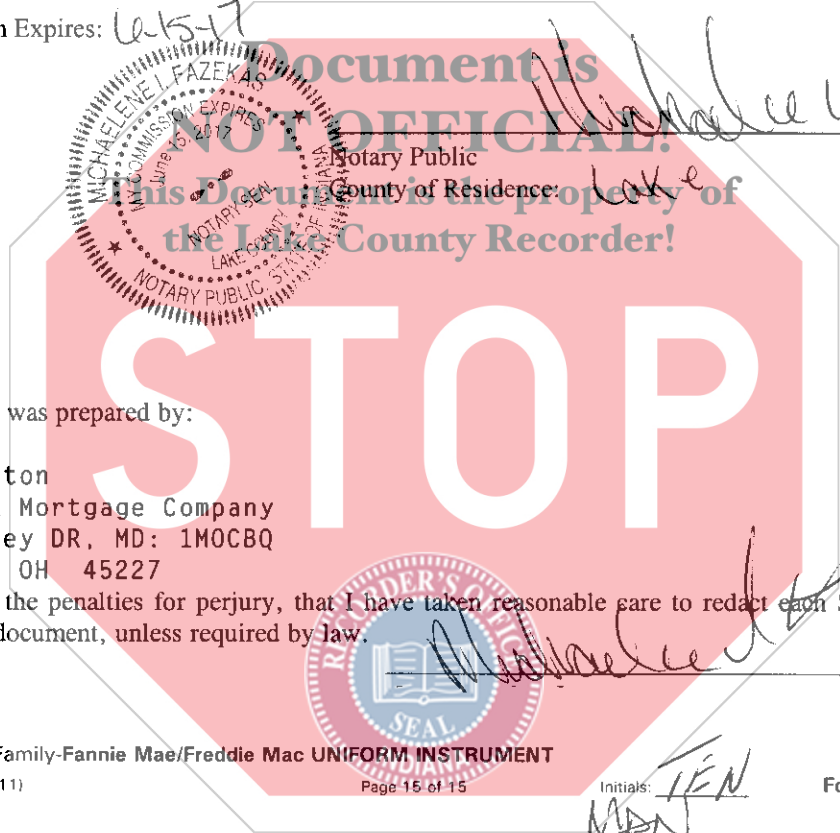 n Expires: 6-15-17
Document is
NOT OFFICIAL!
This Document is the property of
the Lake County Recorder!
MICHAELENE I. FAZEKAS
MY COMMISSION EXPIRES
June 15, 2017
NOTARY SEAL
LAKE COUNTY
NOTARY PUBLIC, STATE OF INDIANA
Notary Public
County of Residence: Lake
STOP
was prepared by:
ton
Mortgage Company
ey DR, MD: 1MOCBQ
OH 45227
the penalties for perjury, that I have taken reasonable care to redact each S
document, unless required by law.
RECORDER'S OFFICE
SEAL
INDIANA
Family-Fannie Mae/Freddie Mac UNIFORM INSTRUMENT
11)
Page 15 of 15
Initials: TEN
MDN
Fo